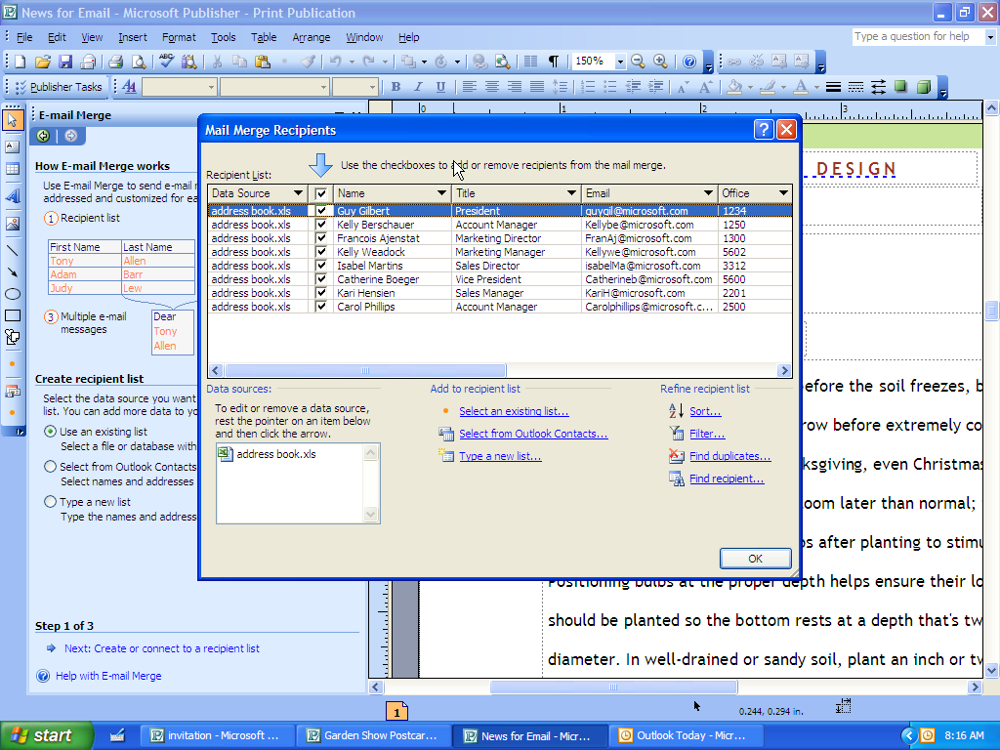 News for Email - Microsoft Publisher - Print Publication
File Edit View Insert Format Tools Table Arrange Window Help
Type a question for help
150%
Publisher Tasks
B I U
E-mail Merge
0 1 2 3
How E-mail Merge works
Use E-mail Merge to send e-mail
addressed and customized for ea
1 Recipient list
First Name Last Name
Tony Allen
Adam Barr
Judy Lew
3 Multiple e-mail
messages
Dear
Tony
Allen
Create recipient list
Select the data source you want
list. You can add more data to yo
Use an existing list
Select a file or database with
Select from Outlook Contacts
Select names and addresses
Type a new list
Type the names and address
Step 1 of 3
Next: Create or connect to a recipient list
Help with E-mail Merge
Mail Merge Recipients
Use the checkboxes to add or remove recipients from the mail merge.
Recipient List:
Data Source Name Title Email Office
address book.xls Guy Gilbert President guygil@microsoft.com 1234
address book.xls Kelly Berschauer Account Manager Kellybe@microsoft.com 1250
address book.xls Francois Ajenstat Marketing Director FranAj@microsoft.com 1300
address book.xls Kelly Weadock Marketing Manager Kellywe@microsoft.com 5602
address book.xls Isabel Martins Sales Director isabelMa@microsoft.com 3312
address book.xls Catherine Boeger Vice President Catherineb@microsoft.com 5600
address book.xls Kari Hensien Sales Manager KariH@microsoft.com 2201
address book.xls Carol Phillips Account Manager Carolphillips@microsoft.c... 2500
Data sources:
To edit or remove a data source,
rest the pointer on an item below
and then click the arrow.
address book.xls
Add to recipient list
Select an existing list...
Select from Outlook Contacts...
Type a new list...
Refine recipient list
Sort...
Filter...
Find duplicates...
Find recipient...
OK
DESIGN
efore the soil freezes, b
row before extremely co
ksgiving, even Christmas
oom later than normal;
s after planting to stimu
Positioning bulbs at the proper depth helps ensure their lo
should be planted so the bottom rests at a depth that's tw
diameter. In well-drained or sandy soil, plant an inch or tw
1
0.244, 0.294 in.
start
invitation - Microsoft ...
Garden Show Postcar...
News for Email - Micr...
Outlook Today - Micr...
8:16 AM